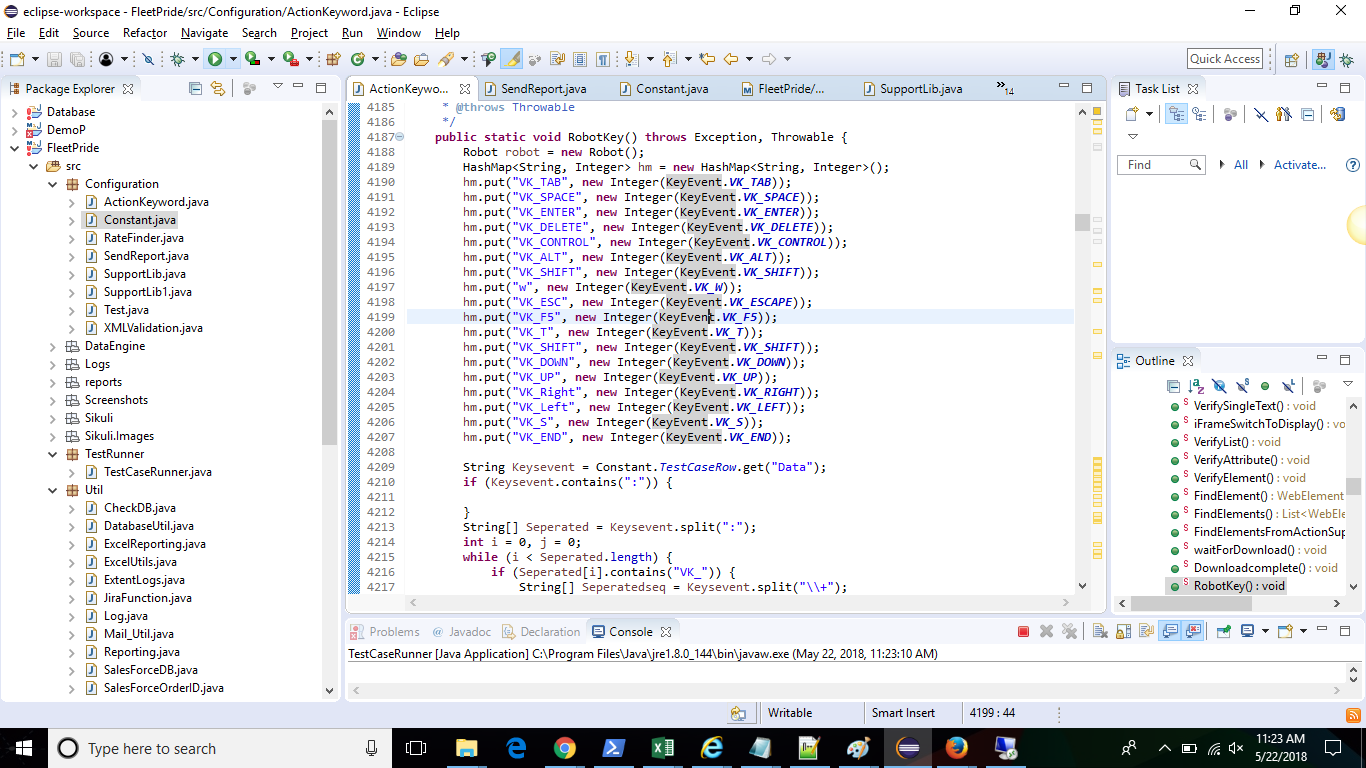 eclipse-workspace - FleetPride/src/Configuration/ActionKeyword.java - Eclipse
File Edit Source Refactor Navigate Search Project Run Window Help
Quick Access
Package Explorer
Database
DemoP
FleetPride
src
Configuration
ActionKeyword.java
Constant.java
RateFinder.java
SendReport.java
SupportLib.java
SupportLib1.java
Test.java
XMLValidation.java
DataEngine
Logs
reports
Screenshots
Sikuli
Sikuli.Images
TestRunner
TestCaseRunner.java
Util
CheckDB.java
DatabaseUtil.java
ExcelReporting.java
ExcelUtils.java
ExtentLogs.java
JiraFunction.java
Log.java
Mail_Util.java
Reporting.java
SalesForceDB.java
SalesForceOrderID.java
ActionKeywo... SendReport.java Constant.java FleetPride/... SupportLib.java »14
4185 * @throws Throwable
4186 */
4187 public static void RobotKey() throws Exception, Throwable {
4188 Robot robot = new Robot();
4189 HashMap<String, Integer> hm = new HashMap<String, Integer>();
4190 hm.put("VK_TAB", new Integer(KeyEvent.VK_TAB));
4191 hm.put("VK_SPACE", new Integer(KeyEvent.VK_SPACE));
4192 hm.put("VK_ENTER", new Integer(KeyEvent.VK_ENTER));
4193 hm.put("VK_DELETE", new Integer(KeyEvent.VK_DELETE));
4194 hm.put("VK_CONTROL", new Integer(KeyEvent.VK_CONTROL));
4195 hm.put("VK_ALT", new Integer(KeyEvent.VK_ALT));
4196 hm.put("VK_SHIFT", new Integer(KeyEvent.VK_SHIFT));
4197 hm.put("w", new Integer(KeyEvent.VK_W));
4198 hm.put("VK_ESC", new Integer(KeyEvent.VK_ESCAPE));
4199 hm.put("VK_F5", new Integer(KeyEvent.VK_F5));
4200 hm.put("VK_T", new Integer(KeyEvent.VK_T));
4201 hm.put("VK_SHIFT", new Integer(KeyEvent.VK_SHIFT));
4202 hm.put("VK_DOWN", new Integer(KeyEvent.VK_DOWN));
4203 hm.put("VK_UP", new Integer(KeyEvent.VK_UP));
4204 hm.put("VK_Right", new Integer(KeyEvent.VK_RIGHT));
4205 hm.put("VK_Left", new Integer(KeyEvent.VK_LEFT));
4206 hm.put("VK_S", new Integer(KeyEvent.VK_S));
4207 hm.put("VK_END", new Integer(KeyEvent.VK_END));
4208
4209 String Keysevent = Constant.TestCaseRow.get("Data");
4210 if (Keysevent.contains(":")) {
4211
4212 }
4213 String[] Seperated = Keysevent.split(":");
4214 int i = 0, j = 0;
4215 while (i < Seperated.length) {
4216 if (Seperated[i].contains("VK_")) {
4217 String[] Seperatedseq = Keysevent.split("\\+");
Task List
Find All Activate...
Outline
VerifySingleText() : void
iFrameSwitchToDisplay() : vo
VerifyList() : void
VerifyAttribute() : void
VerifyElement() : void
FindElement() : WebElement
FindElements() : List<WebEle
FindElementsFromActionSup
waitForDownload() : void
Downloadcomplete() : void
RobotKey() : void
Problems @ Javadoc Declaration Console
TestCaseRunner [Java Application] C:\Program Files\Java\jre1.8.0_144\bin\javaw.exe (May 22, 2018, 11:23:10 AM)
Writable Smart Insert 4199 : 44
Type here to search
11:23 AM
5/22/2018